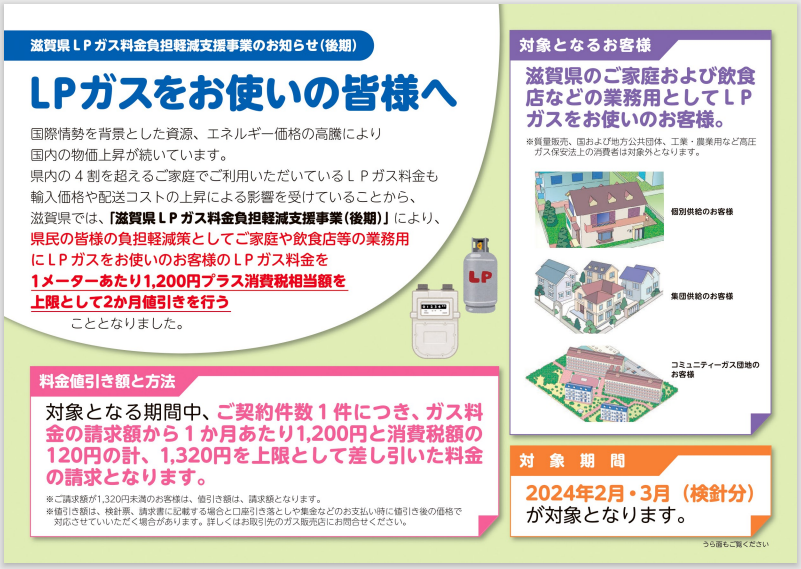 滋賀県LPガス料金負担軽減支援事業のお知らせ(後期)
LPガスをお使いの皆様へ
国際情勢を背景とした資源、エネルギー価格の高騰により
国内の物価上昇が続いています。
県内の4割を超えるご家庭でご利用いただいているLPガス料金も
輸入価格や配送コストの上昇による影響を受けていることから、
滋賀県では、「滋賀県LPガス料金負担軽減支援事業(後期)」により、
県民の皆様の負担軽減策としてご家庭や飲食店等の業務用
にLPガスをお使いのお客様のLPガス料金を
1メーターあたり1,200円プラス消費税相当額を
上限として2か月値引きを行う
こととなりました。
LP
料金値引き額と方法
対象となる期間中、ご契約件数1件につき、ガス料
金の請求額から1か月あたり1,200円と消費税額の
120円の計、1,320円を上限として差し引いた料金
の請求となります。
※ご請求額が1,320円未満のお客様は、値引き額は、請求額となります。
※値引き額は、検針票、請求書に記載する場合と口座引き落としや集金などのお支払い時に値引き後の価格で
対応させていいただく場合があります。詳しくはお取引先のガス販売店にお問合せください。
対象となるお客様
滋賀県のご家庭および飲食
店などの業務用としてLP
ガスをお使いのお客様。
※質量販売、国および地方公共団体、工業・農業用など高圧
ガス保安法上の消費者は対象外となります。
個別供給のお客様
集団供給のお客様
コミュニティーガス団地の
お客様
対象期間
2024年2月・3月(検針分)
が対象となります。
うら面もご覧ください